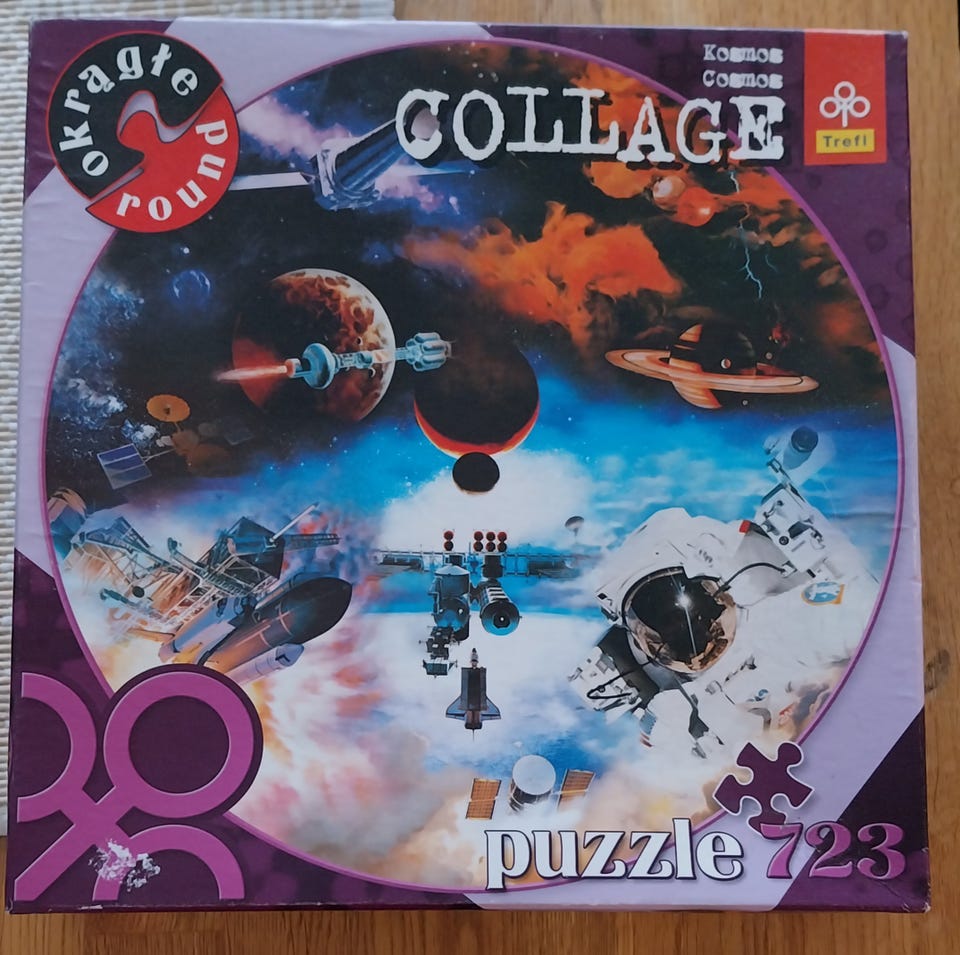 okrągłe
round
Kosmos
Cosmos
COLLAGE
Trefl
puzzle 723